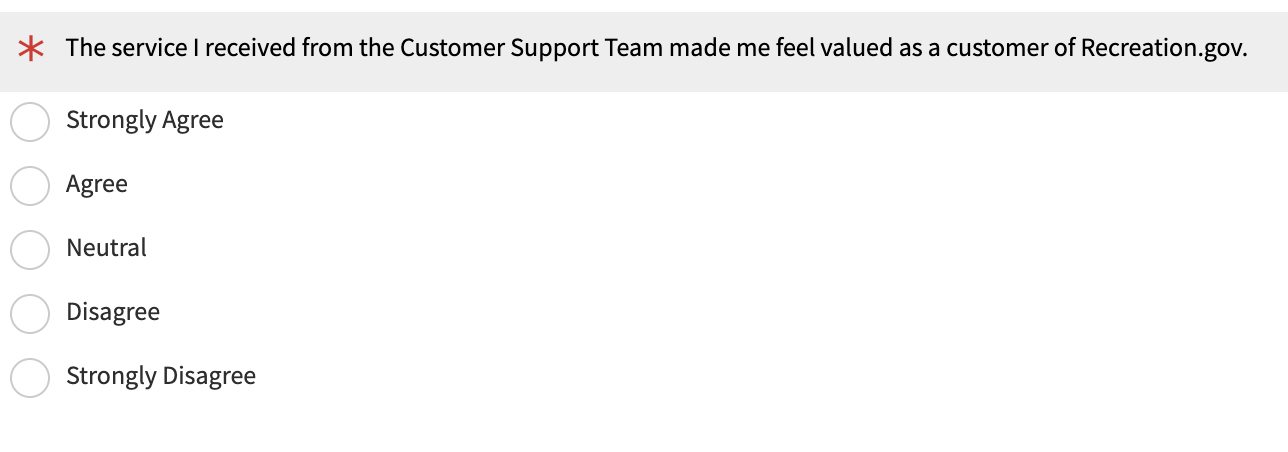 * The service I received from the Customer Support Team made me feel valued as a customer of Recreation.gov.
Strongly Agree
Agree
Neutral
Disagree
Strongly Disagree